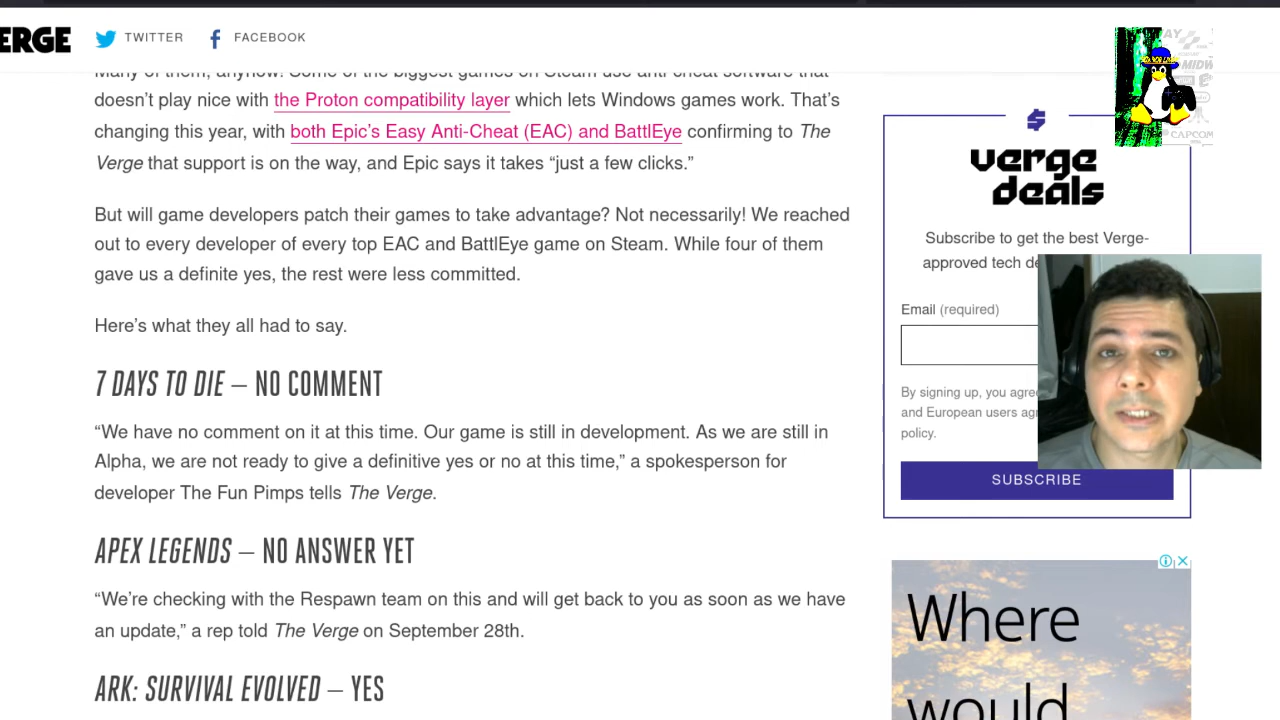 ERGE
TWITTER
FACEBOOK
Many of them, anyhow! Some of the biggest games on Steam use anti-cheat software that
doesn’t play nice with the Proton compatibility layer which lets Windows games work. That’s
changing this year, with both Epic’s Easy Anti-Cheat (EAC) and BattlEye confirming to The
Verge that support is on the way, and Epic says it takes “just a few clicks.”
But will game developers patch their games to take advantage? Not necessarily! We reached
out to every developer of every top EAC and BattlEye game on Steam. While four of them
gave us a definite yes, the rest were less committed.
Here’s what they all had to say.
7 DAYS TO DIE — NO COMMENT
“We have no comment on it at this time. Our game is still in development. As we are still in
Alpha, we are not ready to give a definitive yes or no at this time,” a spokesperson for
developer The Fun Pimps tells The Verge.
APEX LEGENDS — NO ANSWER YET
“We’re checking with the Respawn team on this and will get back to you as soon as we have
an update,” a rep told The Verge on September 28th.
ARK: SURVIVAL EVOLVED — YES
MIDW
CAPCOM
verge
deals
Subscribe to get the best Verge-
approved tech de
Email (required)
By signing up, you agre
and European users ag
policy.
SUBSCRIBE
Where
would